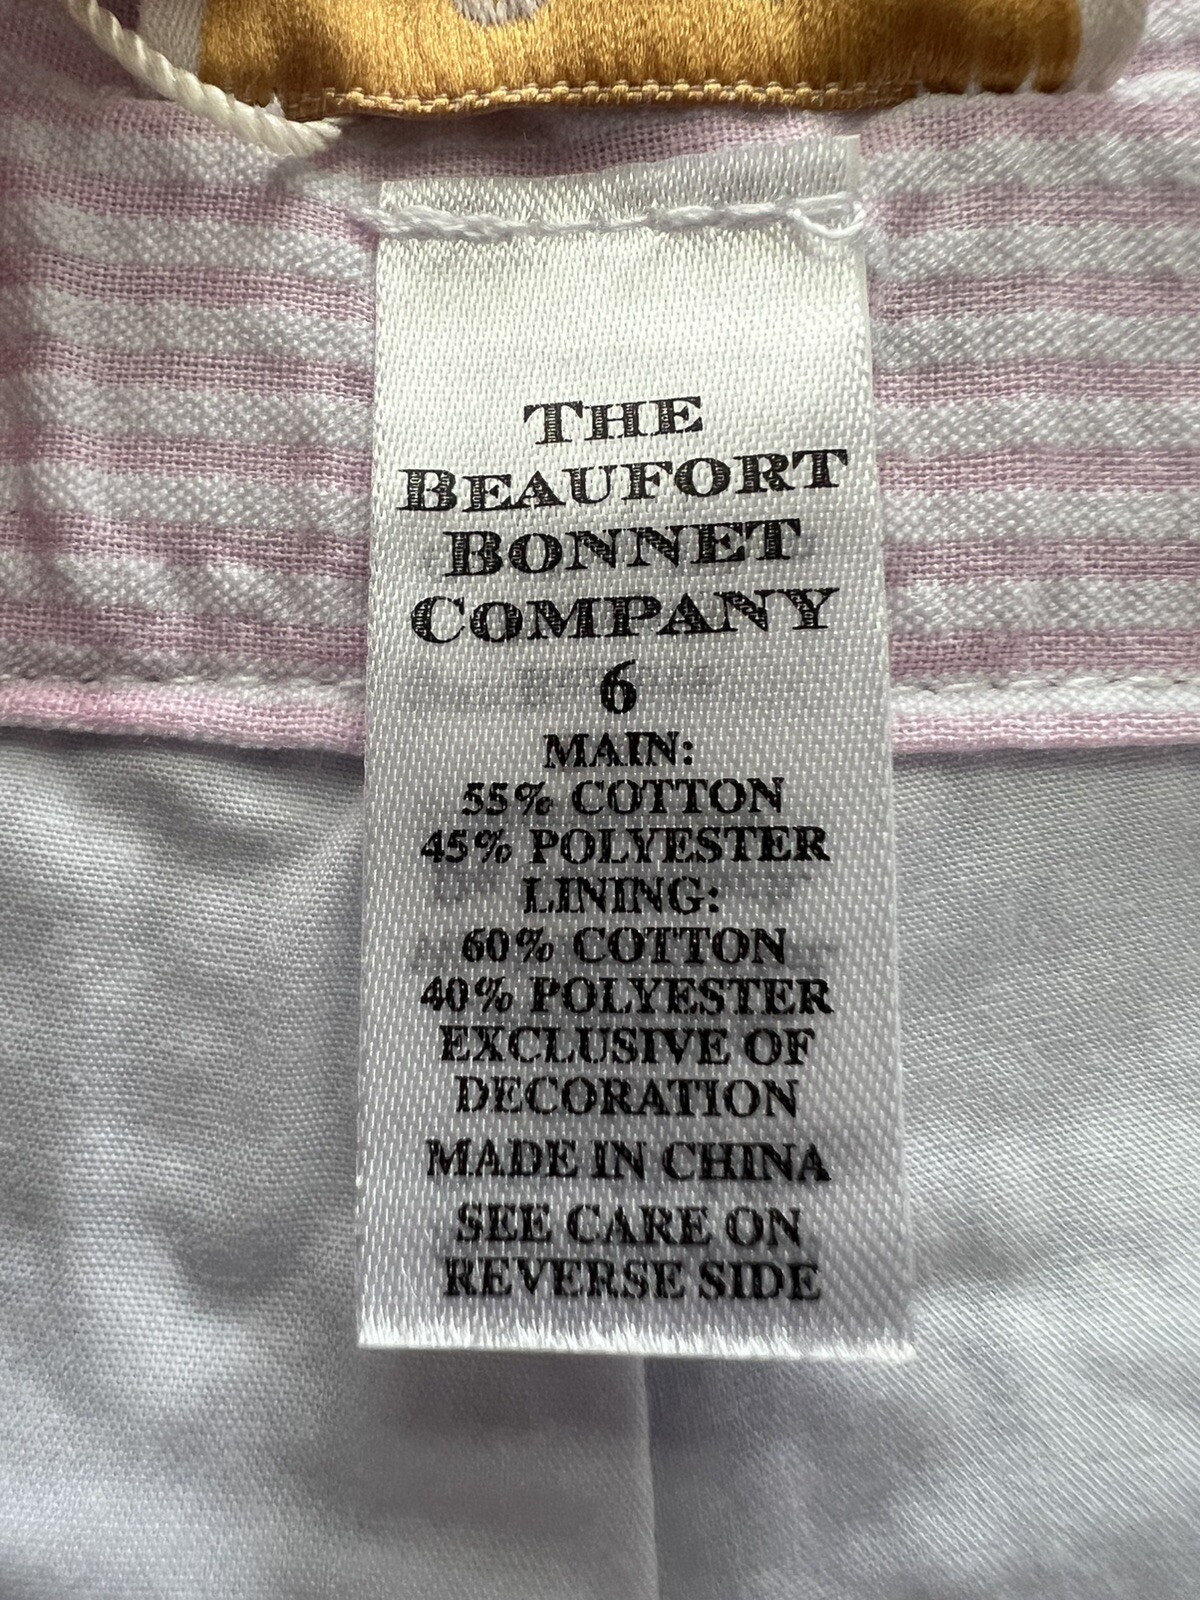 THE
BEAUFORT
BONNET
COMPANY
6
MAIN:
55% COTTON
45% POLYESTER
LINING:
60% COTTON
40% POLYESTER
EXCLUSIVE OF
DECORATION
MADE IN CHINA
SEE CARE ON
REVERSE SIDE